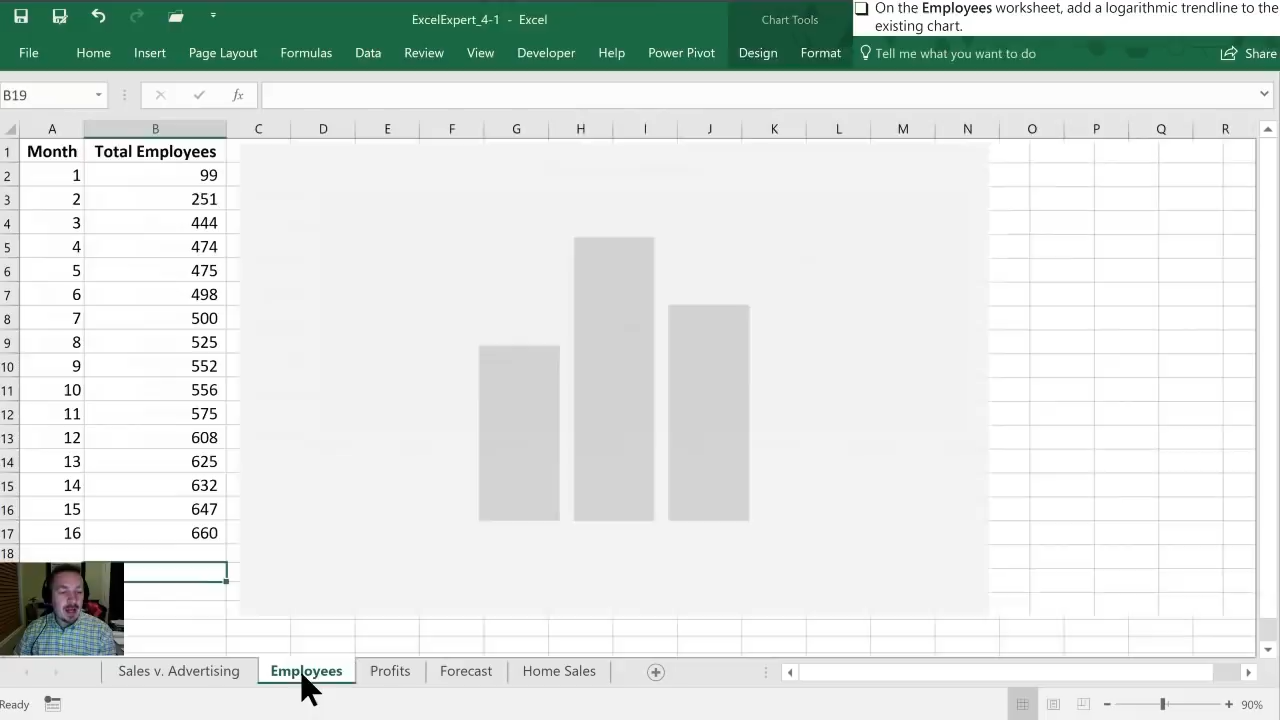 ExcelExpert_4-1 - Excel
Chart Tools
On the Employees worksheet, add a logarithmic trendline to the
existing chart.
File Home Insert Page Layout Formulas Data Review View Developer Help Power Pivot Design Format Tell me what you want to do Share
B19 fx
A B C D E F G H I J K L M N O P Q R
1 Month Total Employees
2 1 99
3 2 251
4 3 444
5 4 474
6 5 475
7 6 498
8 7 500
9 8 525
10 9 552
11 10 556
12 11 575
13 12 608
14 13 625
15 14 632
16 15 647
17 16 660
18
Sales v. Advertising Employees Profits Forecast Home Sales
Ready 90%